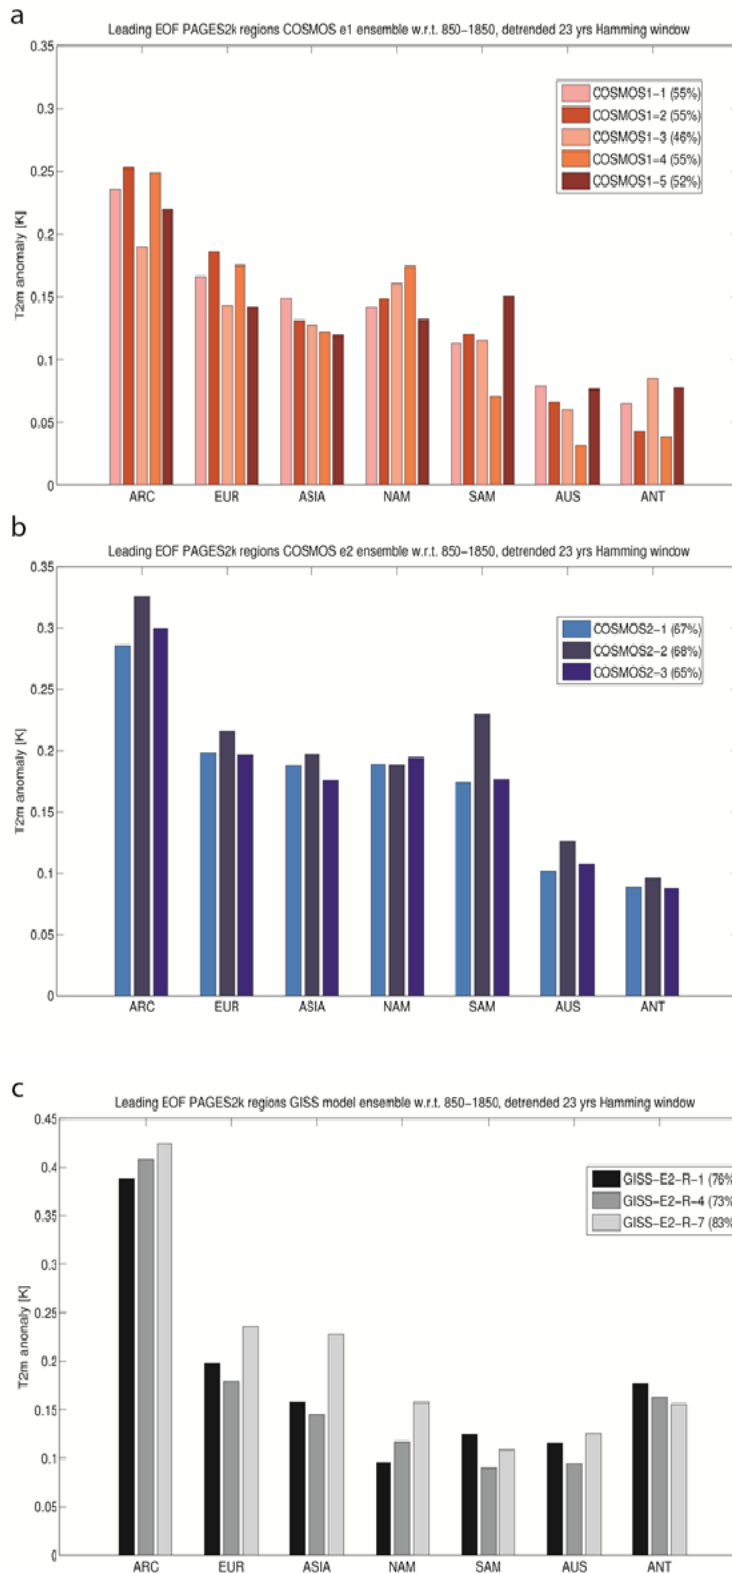 a
Leading EOF PAGES2k regions COSMOS e1 ensemble w.r.t. 850-1850, detrended 23 yrs Hamming window
0.35
0.3
0.25
0.2
0.15
0.1
0.05
0
T2m anomaly [K]
COSMOS1-1 (55%)
COSMOS1-2 (55%)
COSMOS1-3 (46%)
COSMOS1-4 (55%)
COSMOS1-5 (52%)
ARC EUR ASIA NAM SAM AUS ANT
b
Leading EOF PAGES2k regions COSMOS e2 ensemble w.r.t. 850-1850, detrended 23 yrs Hamming window
0.35
0.3
0.25
0.2
0.15
0.1
0.05
0
T2m anomaly [K]
COSMOS2-1 (67%)
COSMOS2-2 (68%)
COSMOS2-3 (65%)
ARC EUR ASIA NAM SAM AUS ANT
c
Leading EOF PAGES2k regions GISS model ensemble w.r.t. 850-1850, detrended 23 yrs Hamming window
0.45
0.4
0.35
0.3
0.25
0.2
0.15
0.1
0.05
0
T2m anomaly [K]
GISS-E2-R-1 (76%
GISS-E2-R-4 (73%
GISS-E2-R-7 (83%
ARC EUR ASIA NAM SAM AUS ANT